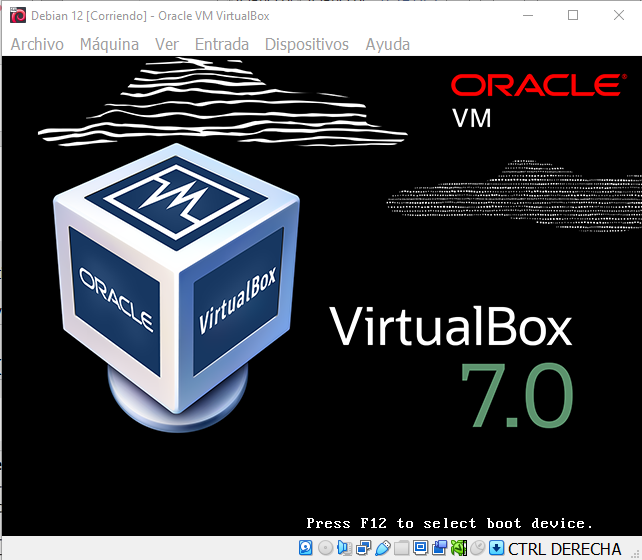 Debian 12 [Corriendo] - Oracle VM VirtualBox
Archivo Máquina Ver Entrada Dispositivos Ayuda
ORACLE®
VM
VM
ORACLE
VirtualBox
VirtualBox
7.0
Press F12 to select boot device.
CTRL DERECHA